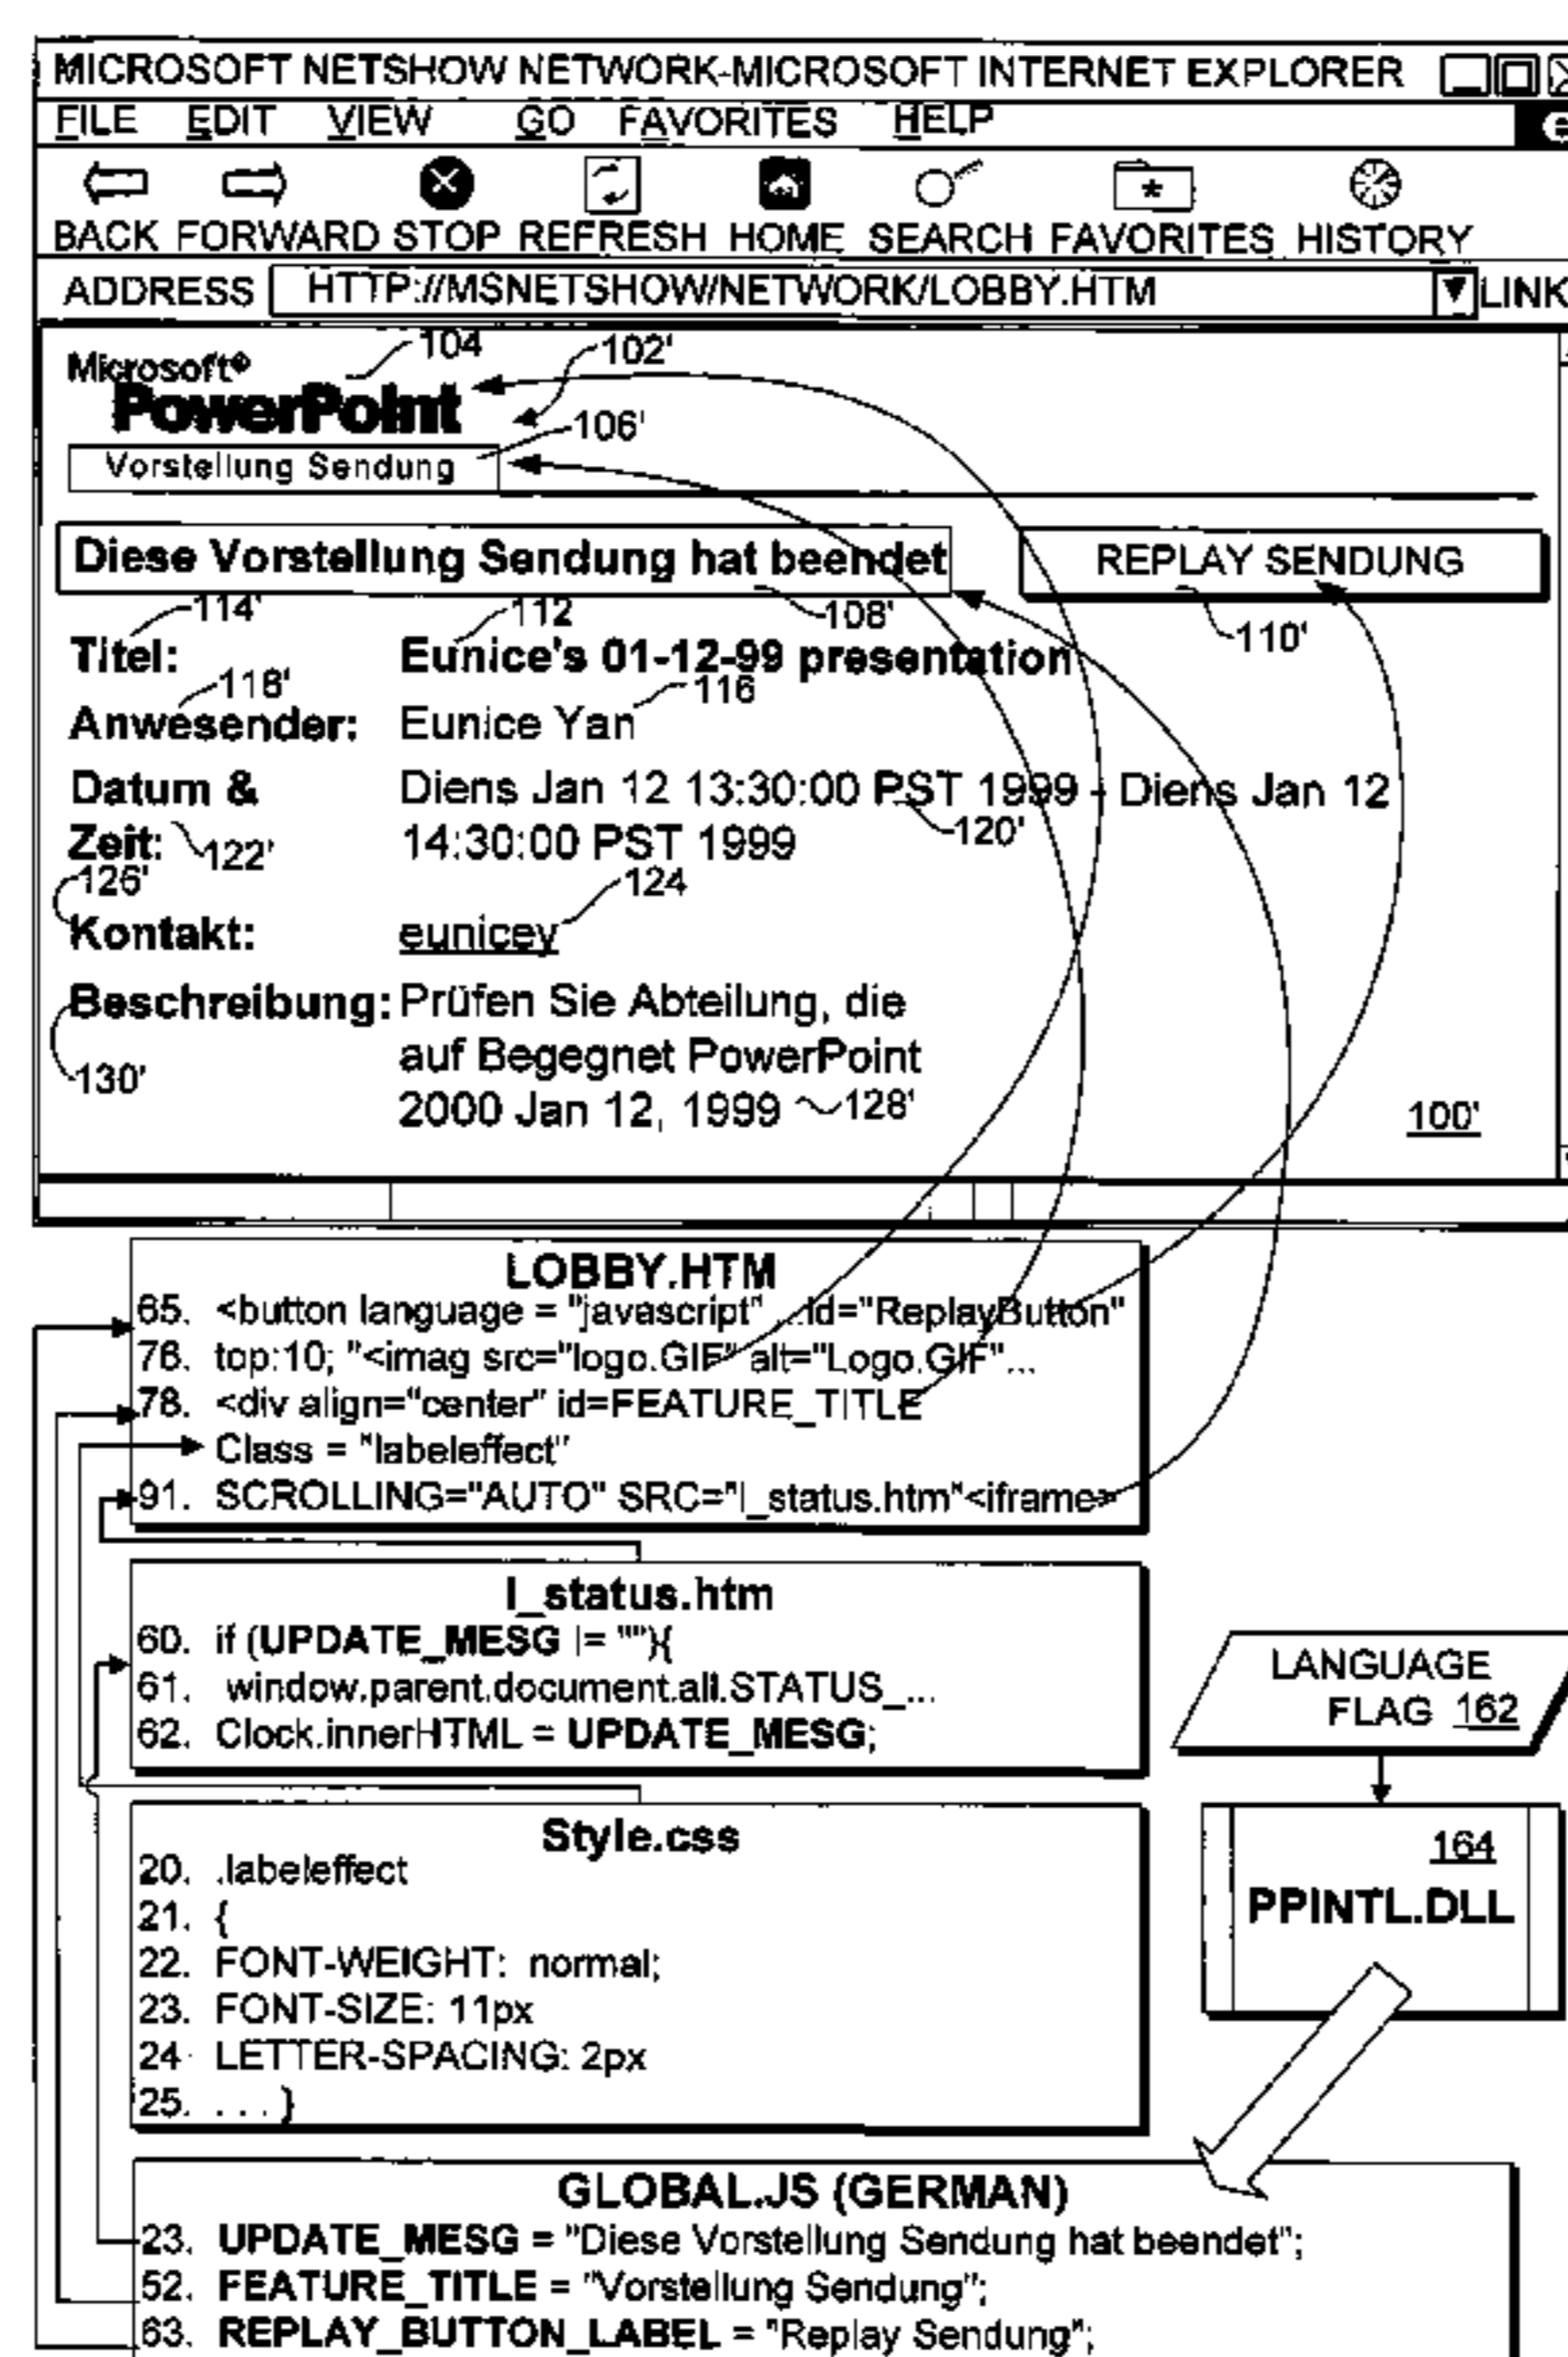 MICROSOFT NETSHOW NETWORK-MICROSOFT INTERNET EXPLORER
FILE EDIT VIEW GO FAVORITES HELP
BACK FORWARD STOP REFRESH HOME SEARCH FAVORITES HISTORY
ADDRESS HTTP://MSNETSHOW/NETWORK/LOBBY.HTM LINK
104 102'
Microsoft®
PowerPoint
106'
Vorstellung Sendung
Diese Vorstellung Sendung hat beendet REPLAY SENDUNG
114' 112 108' 110'
Titel: Eunice's 01-12-99 presentation
118' 116
Anwesender: Eunice Yan
Datum & Diens Jan 12 13:30:00 PST 1999 - Diens Jan 12
120'
Zeit: 122' 14:30:00 PST 1999
126' 124
Kontakt: eunicey
Beschreibung: Prüfen Sie Abteilung, die
auf Begegnet PowerPoint
130'
2000 Jan 12, 1999 128' 100'
LOBBY.HTM
65. <button language = "javascript" ...id="ReplayButton"
76. top:10; "<imag src="logo.GIF" alt="Logo.GIF"...
78. <div align="center" id=FEATURE_TITLE
Class = "labeleffect"
91. SCROLLING="AUTO" SRC="l_status.htm"<iframe>
l_status.htm
60. if (UPDATE_MESG != ""){
61. window.parent.document.all.STATUS_...
62. Clock.innerHTML = UPDATE_MESG;
LANGUAGE
FLAG 162
Style.css
20. .labeleffect
21. {
22. FONT-WEIGHT: normal;
23. FONT-SIZE: 11px
24. LETTER-SPACING: 2px
25. . . . }
164
PPINTL.DLL
GLOBAL.JS (GERMAN)
23. UPDATE_MESG = "Diese Vorstellung Sendung hat beendet";
52. FEATURE_TITLE = "Vorstellung Sendung";
63. REPLAY_BUTTON_LABEL = "Replay Sendung";